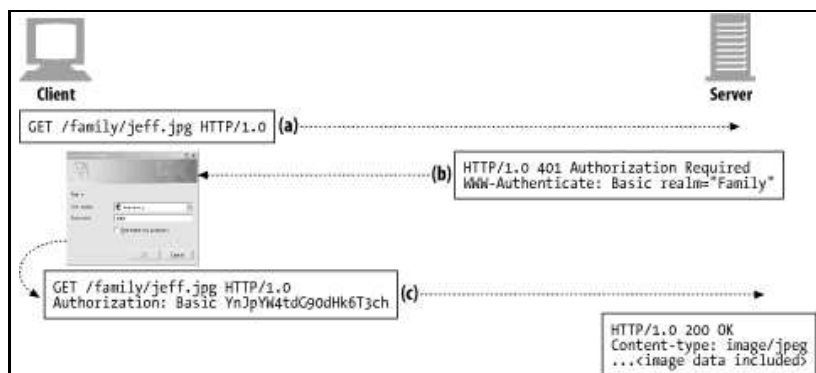 Client
Server
GET /family/jeff.jpg HTTP/1.0
(a)
(b)
HTTP/1.0 401 Authorization Required
WWW-Authenticate: Basic realm="Family"
GET /family/jeff.jpg HTTP/1.0
Authorization: Basic YnJpYW4tdG90dHk6T3ch
(c)
HTTP/1.0 200 OK
Content-type: image/jpeg
...<image data included>